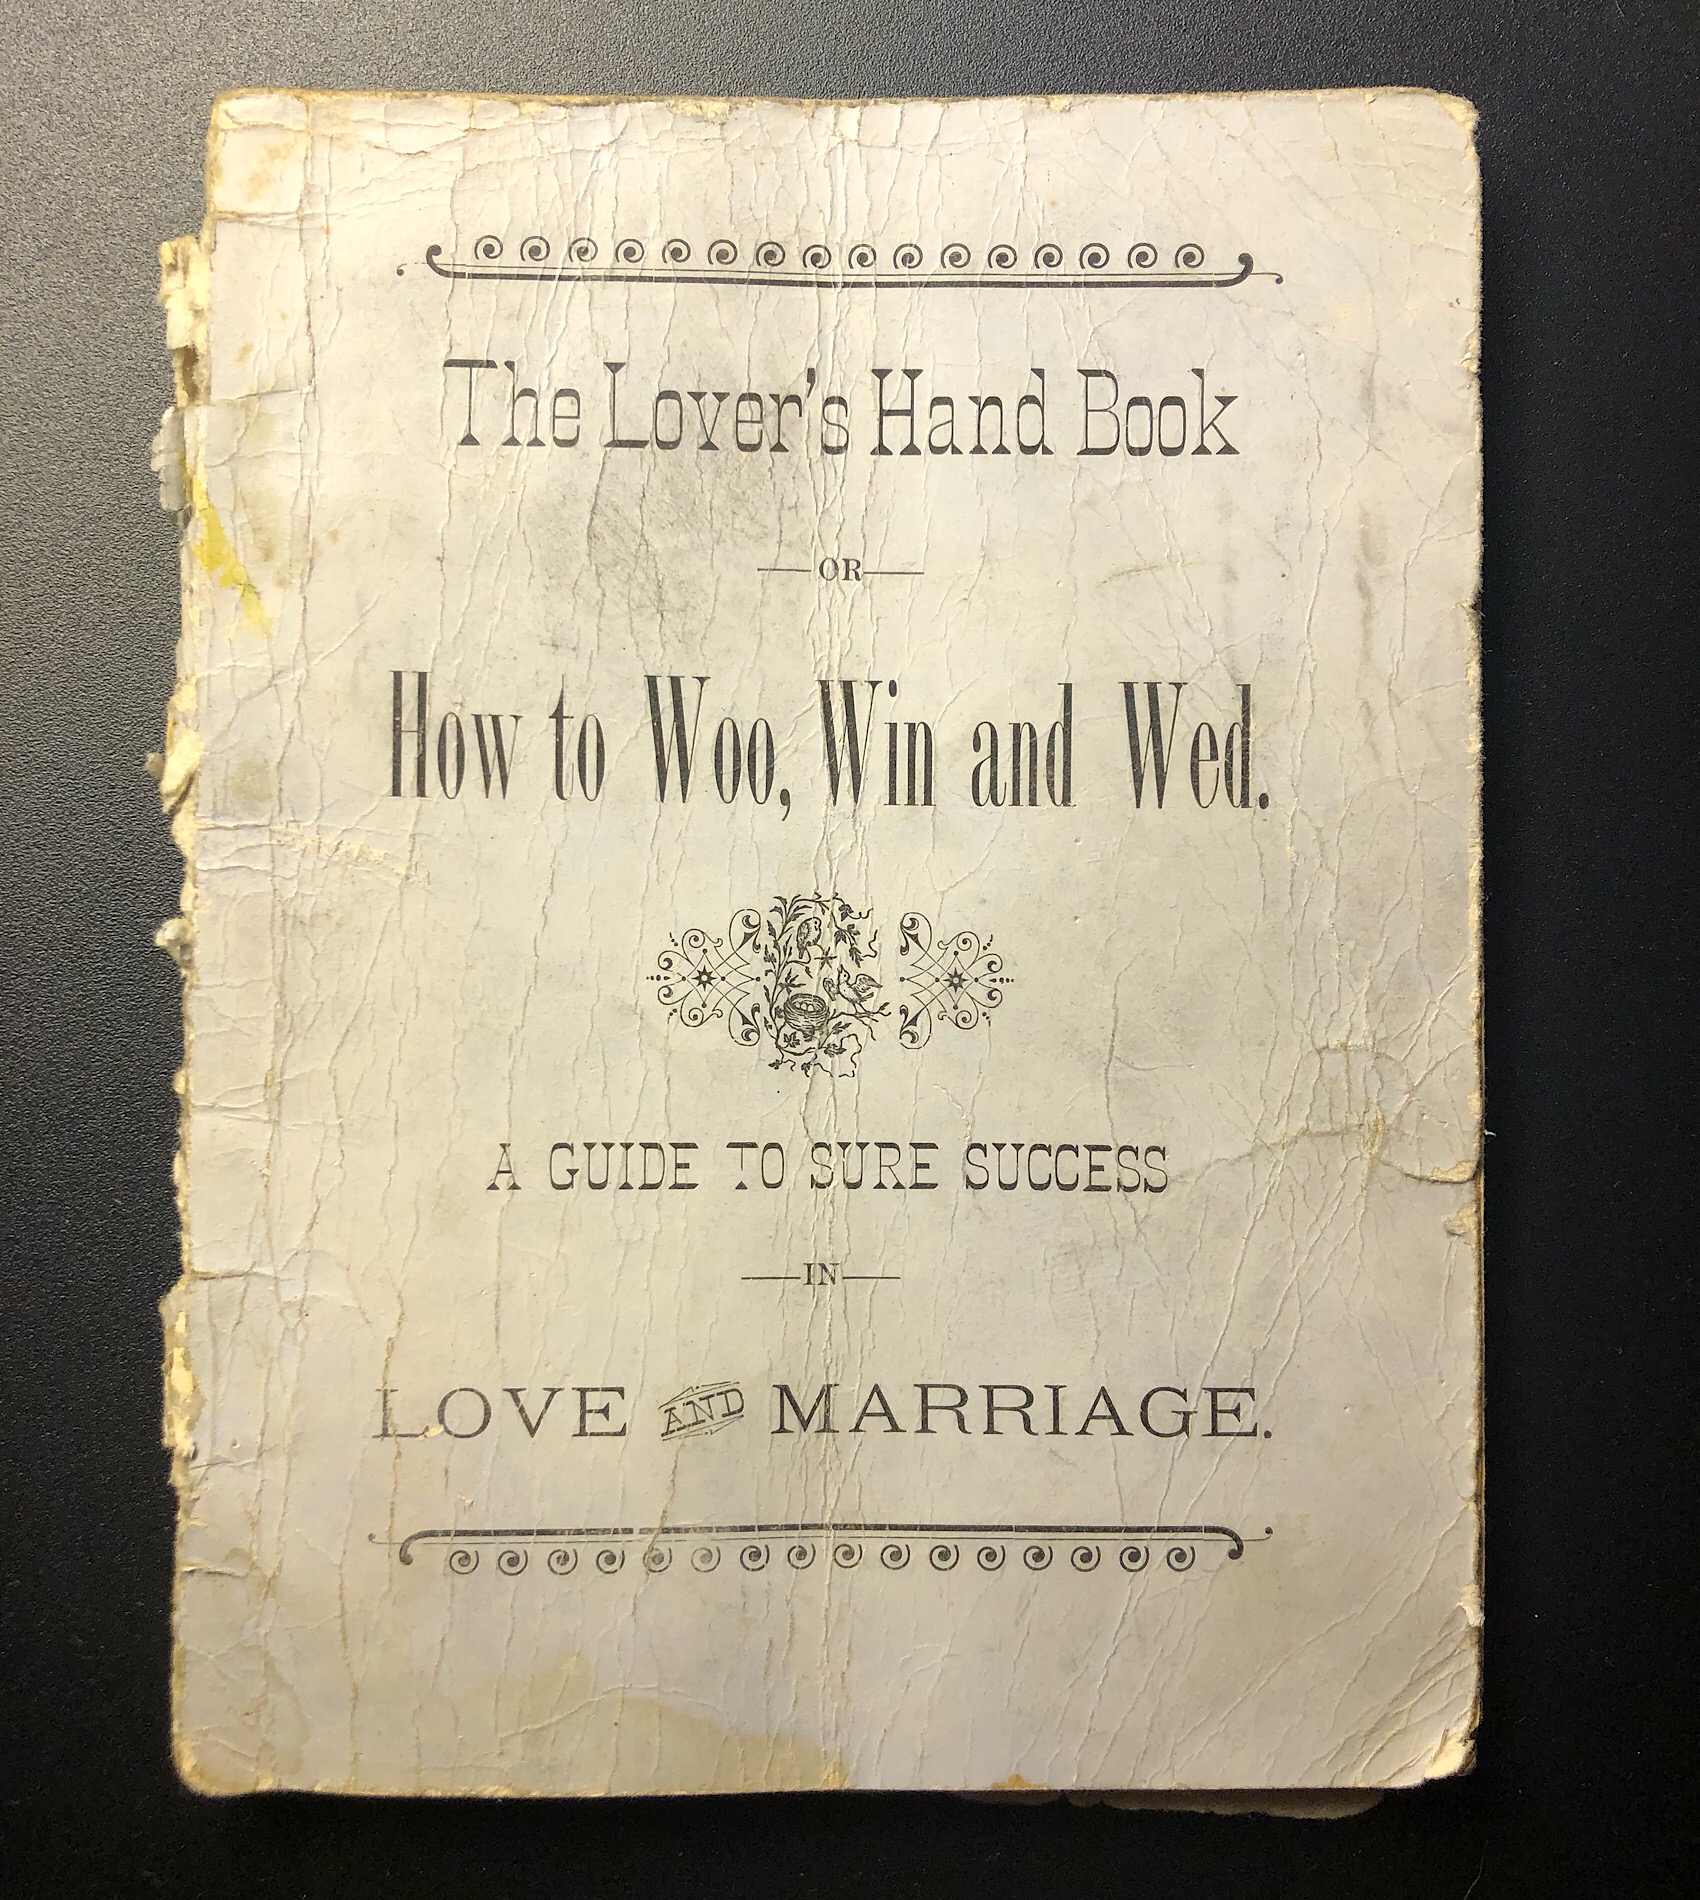 The Lover's Hand Book
—OR—
How to Woo, Win and Wed.
A GUIDE TO SURE SUCCESS
—IN—
LOVE AND MARRIAGE.